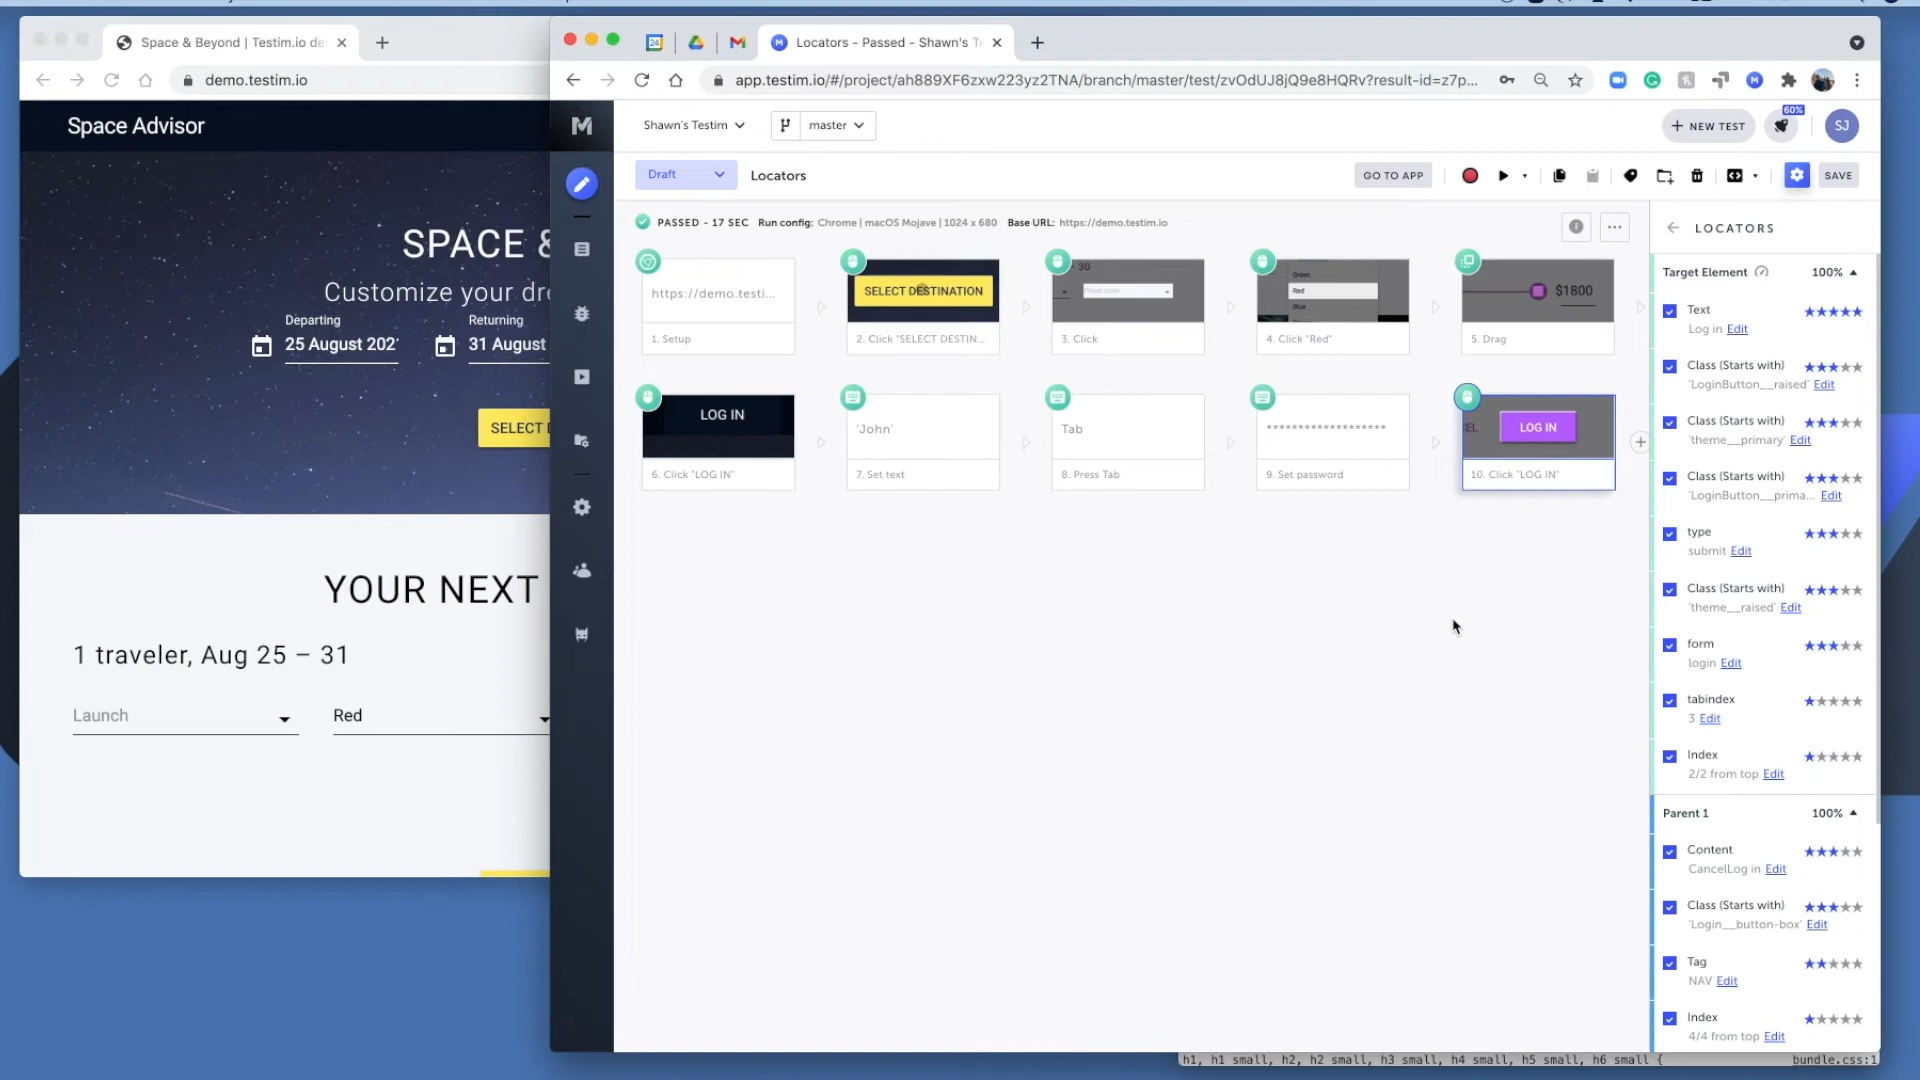 Space & Beyond | Testim.io de
demo.testim.io
Space Advisor
SPACE &
Customize your dre
Departing
Returning
25 August 202
31 August
SELECT D
YOUR NEXT
1 traveler, Aug 25 – 31
Launch
Red
24
Locators - Passed - Shawn's Te
app.testim.io/#/project/ah889XF6zxw223yz2TNA/branch/master/test/zvOdUJ8jQ9e8HQRv?result-id=z7p...
Shawn's Testim
master
NEW TEST
60%
SJ
Draft
Locators
GO TO APP
SAVE
PASSED - 17 SEC Run config: Chrome | macOS Mojave | 1024 x 680 Base URL: https://demo.testim.io
https://demo.testi...
1. Setup
SELECT DESTINATION
2. Click "SELECT DESTIN...
- 30
3. Click
Green
Red
Blue
4. Click "Red"
$1800
5. Drag
LOG IN
6. Click "LOG IN"
'John'
7. Set text
Tab
8. Press Tab
*******************
9. Set password
CEL
LOG IN
10. Click "LOG IN"
LOCATORS
Target Element 100%
Text
Log in Edit
Class (Starts with)
'LoginButton__raised' Edit
Class (Starts with)
'theme__primary' Edit
Class (Starts with)
'LoginButton__prima... Edit
type
submit Edit
Class (Starts with)
'theme__raised' Edit
form
login Edit
tabindex
3 Edit
Index
2/2 from top Edit
Parent 1 100%
Content
CancelLog in Edit
Class (Starts with)
'Login__button-box' Edit
Tag
NAV Edit
Index
4/4 from top Edit
h1, h1 small, h2, h2 small, h3 small, h4 small, h5 small, h6 small {
bundle.css:1